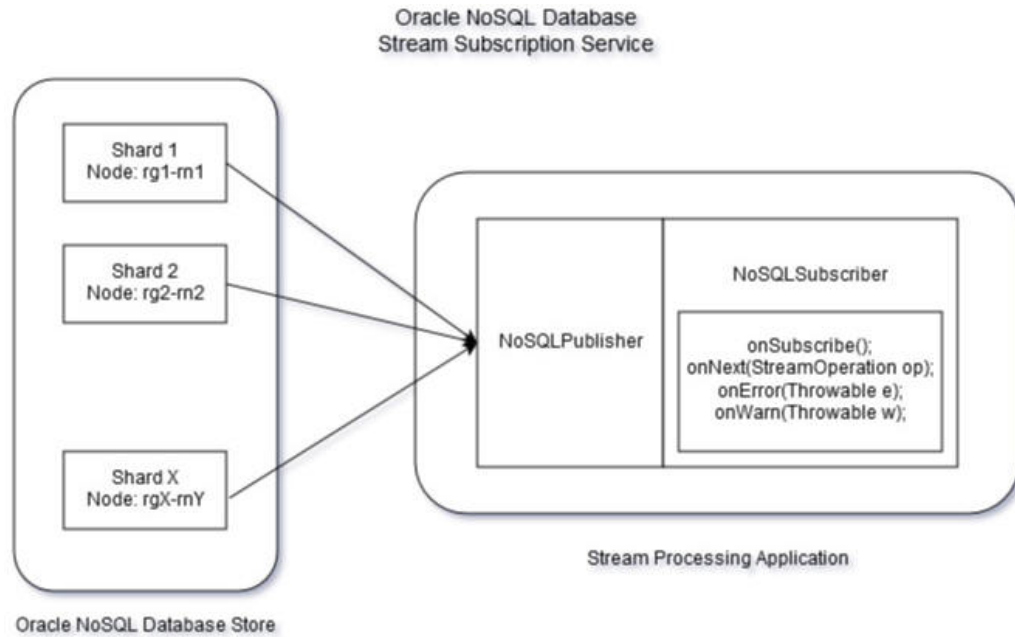 Oracle NoSQL Database
Stream Subscription Service
Shard 1
Node: rg1-rn1
Shard 2
Node: rg2-rn2
Shard X
Node: rgX-rnY
Oracle NoSQL Database Store
NoSQLPublisher
NoSQLSubscriber
onSubscribe();
onNext(StreamOperation op);
onError(Throwable e);
onWarn(Throwable w);
Stream Processing Application